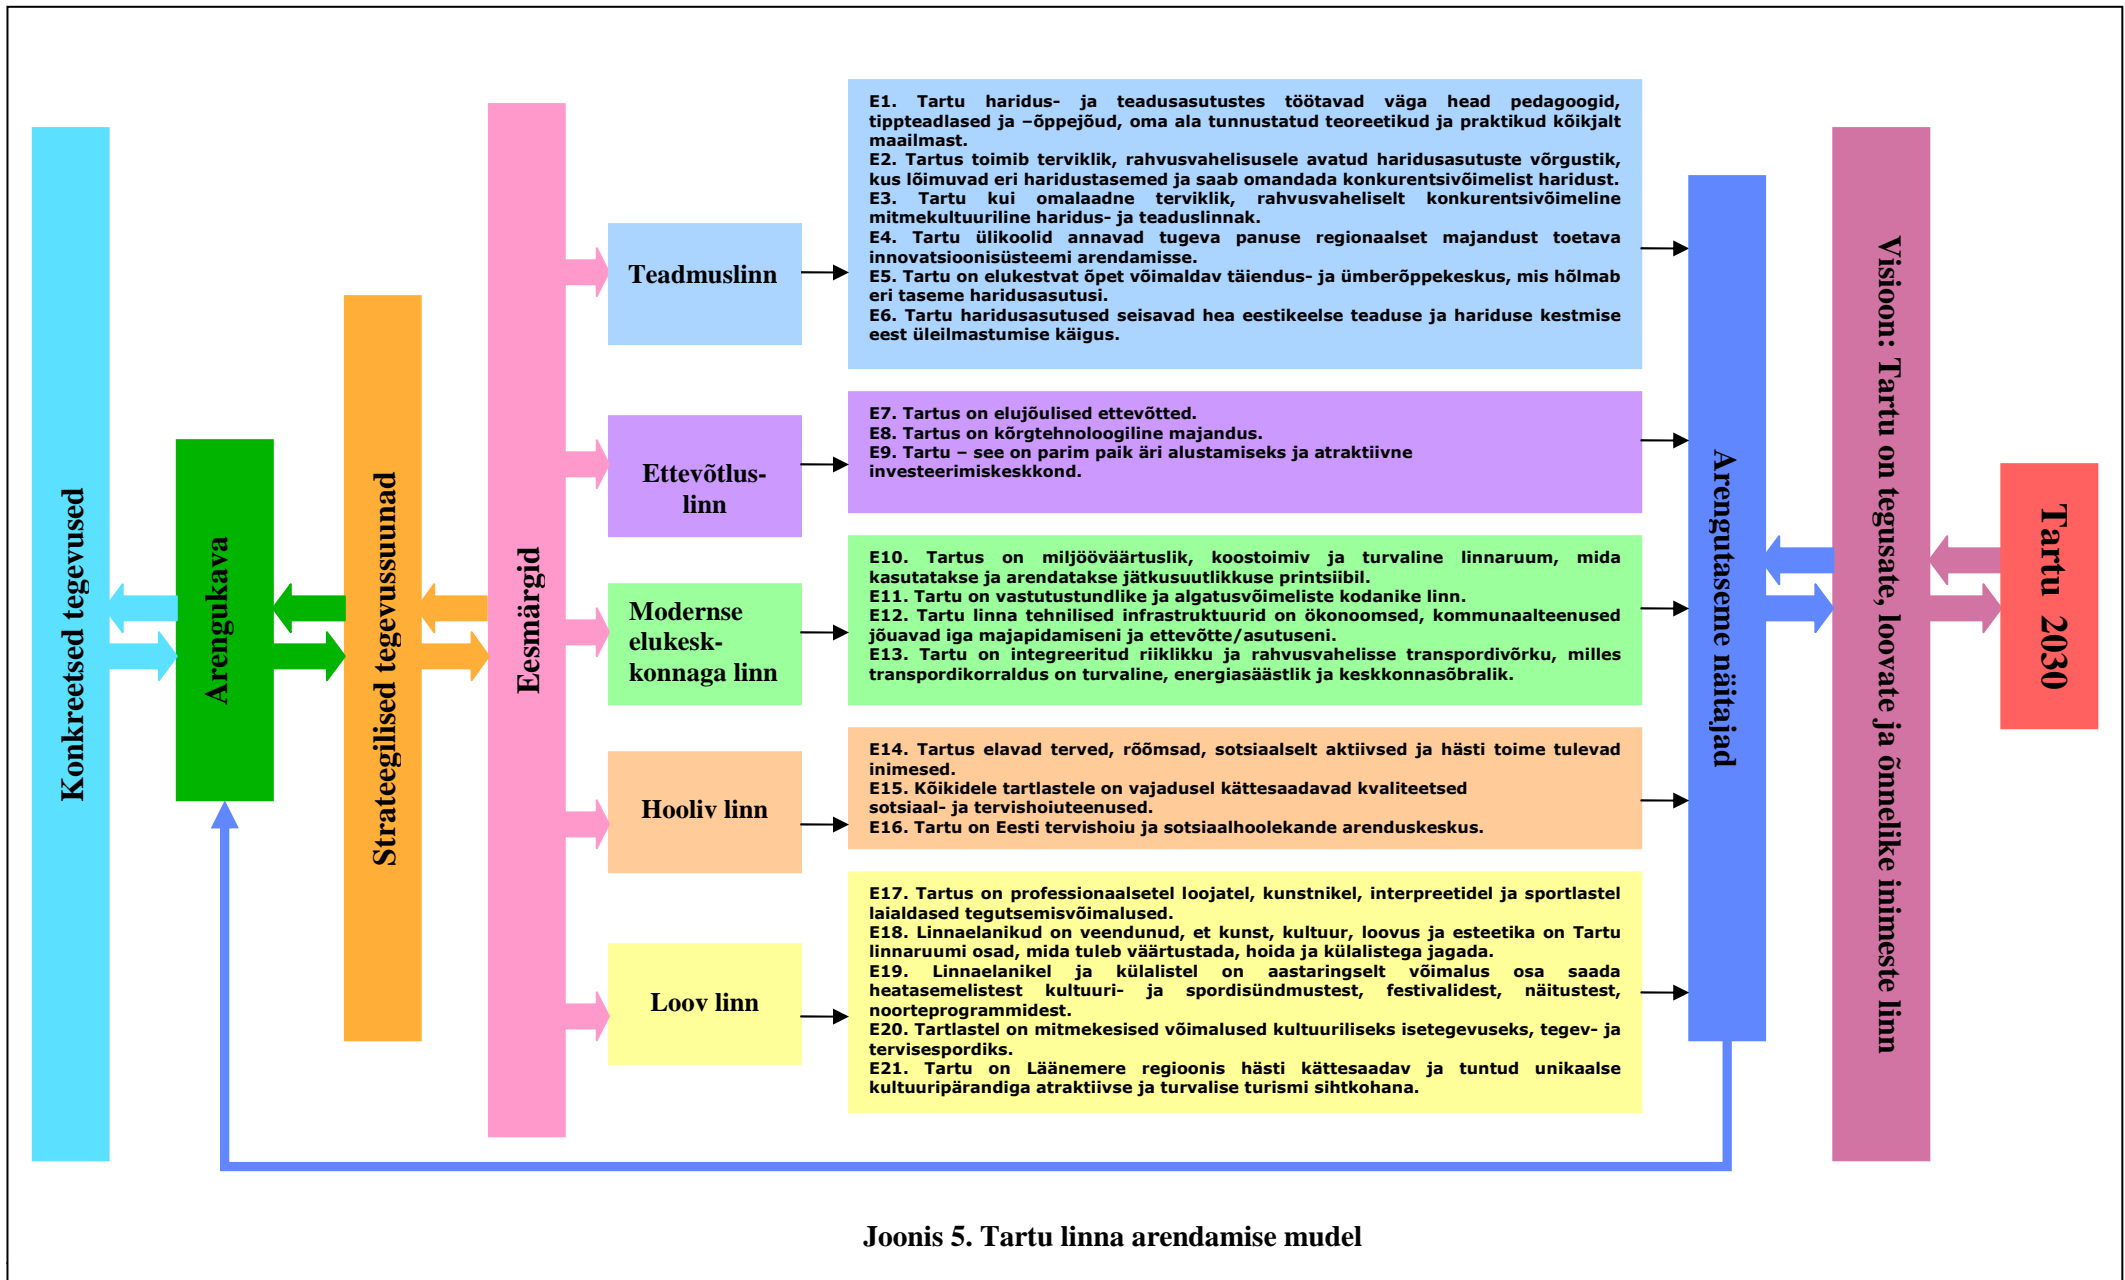 Konkreetsed tegevused
Arengukava
Strateegilised tegevussuunad
Eesmärgid
Teadmuslinn
E1. Tartu haridus- ja teadusasutustes töötavad väga head pedagoogid,
tippteadlased ja –õppejõud, oma ala tunnustatud teoreetikud ja praktikud kõikjalt
maailmast.
E2. Tartus toimib terviklik, rahvusvahelisusele avatud haridusasutuste võrgustik,
kus lõimuvad eri haridustasemed ja saab omandada konkurentsivõimelist haridust.
E3. Tartu kui omalaadne terviklik, rahvusvaheliselt konkurentsivõimeline
mitmekultuuriline haridus- ja teaduslinnak.
E4. Tartu ülikoolid annavad tugeva panuse regionaalset majandust toetava
innovatsioonisüsteemi arendamisse.
E5. Tartu on elukestvat õpet võimaldav täiendus- ja ümberõppekeskus, mis hõlmab
eri taseme haridusasutusi.
E6. Tartu haridusasutused seisavad hea eestikeelse teaduse ja hariduse kestmise
eest üleilmastumise käigus.
Ettevõtlus-
linn
E7. Tartus on elujõulised ettevõtted.
E8. Tartus on kõrgtehnoloogiline majandus.
E9. Tartu – see on parim paik äri alustamiseks ja atraktiivne
investeerimiskeskkond.
Modernse
elukesk-
konnaga linn
E10. Tartus on miljööväärtuslik, koostoimiv ja turvaline linnaruum, mida
kasutatakse ja arendatakse jätkusuutlikkuse printsiibil.
E11. Tartu on vastutustundlike ja algatusvõimeliste kodanike linn.
E12. Tartu linna tehnilised infrastruktuurid on ökonoomsed, kommunaalteenused
jõuavad iga majapidamiseni ja ettevõtte/asutuseni.
E13. Tartu on integreeritud riiklikku ja rahvusvahelisse transpordivõrku, milles
transpordikorraldus on turvaline, energiasäästlik ja keskkonnasõbralik.
Hooliv linn
E14. Tartus elavad terved, rõõmsad, sotsiaalselt aktiivsed ja hästi toime tulevad
inimesed.
E15. Kõikidele tartlastele on vajadusel kättesaadavad kvaliteetsed
sotsiaal- ja tervishoiuteenused.
E16. Tartu on Eesti tervishoiu ja sotsiaalhoolekande arenduskeskus.
Loov linn
E17. Tartus on professionaalsetel loojatel, kunstnikel, interpreetidel ja sportlastel
laialdased tegutsemisvõimalused.
E18. Linnaelanikud on veendunud, et kunst, kultuur, loovus ja esteetika on Tartu
linnaruumi osad, mida tuleb väärtustada, hoida ja külalistega jagada.
E19. Linnaelanikel ja külalistel on aastaringselt võimalus osa saada
heatasemelistest kultuuri- ja spordisündmustest, festivalidest, näitustest,
noorteprogrammidest.
E20. Tartlastel on mitmekesised võimalused kultuuriliseks isetegevuseks, tegev- ja
tervisespordiks.
E21. Tartu on Läänemere regioonis hästi kättesaadav ja tuntud unikaalse
kultuuripärandiga atraktiivse ja turvalise turismi sihtkohana.
Arengutaseme näitajad
Visioon: Tartu on tegusate, loovate ja õnnelike inimeste linn
Tartu 2030
Joonis 5. Tartu linna arendamise mudel